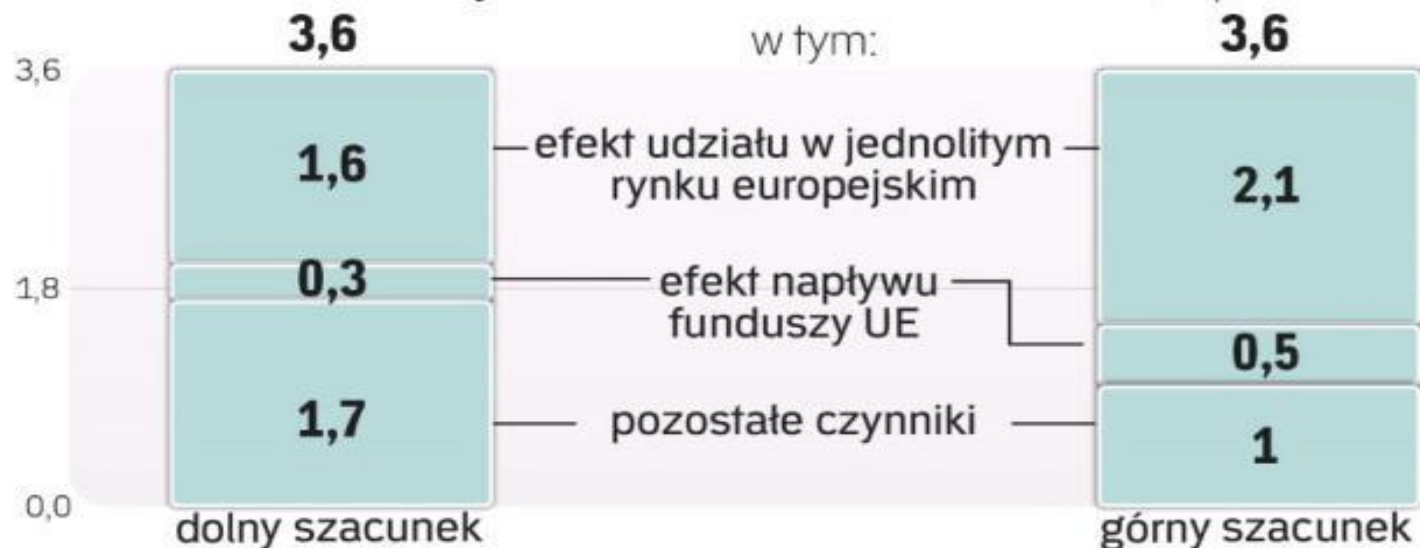 3,6 w tym: 3,6
3,6
1,6 efekt udziału w jednolitym 2,1
rynku europejskim
1,8 0,3 efekt napływu 0,5
funduszy UE
1,7 pozostałe czynniki 1
0,0
dolny szacunek górny szacunek